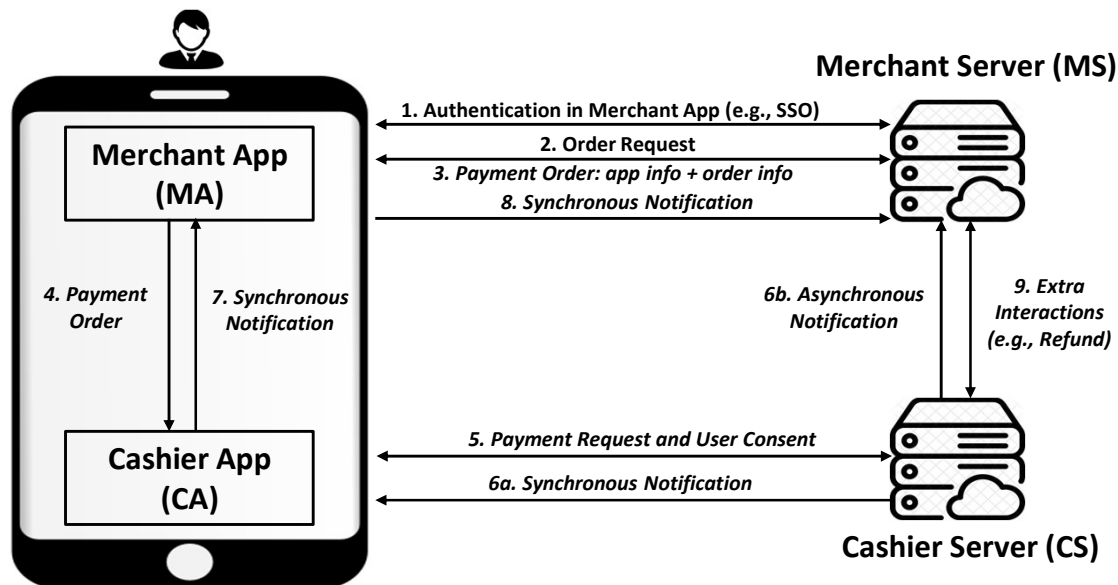 Merchant Server (MS)
1. Authentication in Merchant App (e.g., SSO)
2. Order Request
3. Payment Order: app info + order info
8. Synchronous Notification
Merchant App
(MA)
4. Payment
Order
7. Synchronous
Notification
6b. Asynchronous
Notification
9. Extra
Interactions
(e.g., Refund)
Cashier App
(CA)
5. Payment Request and User Consent
6a. Synchronous Notification
Cashier Server (CS)